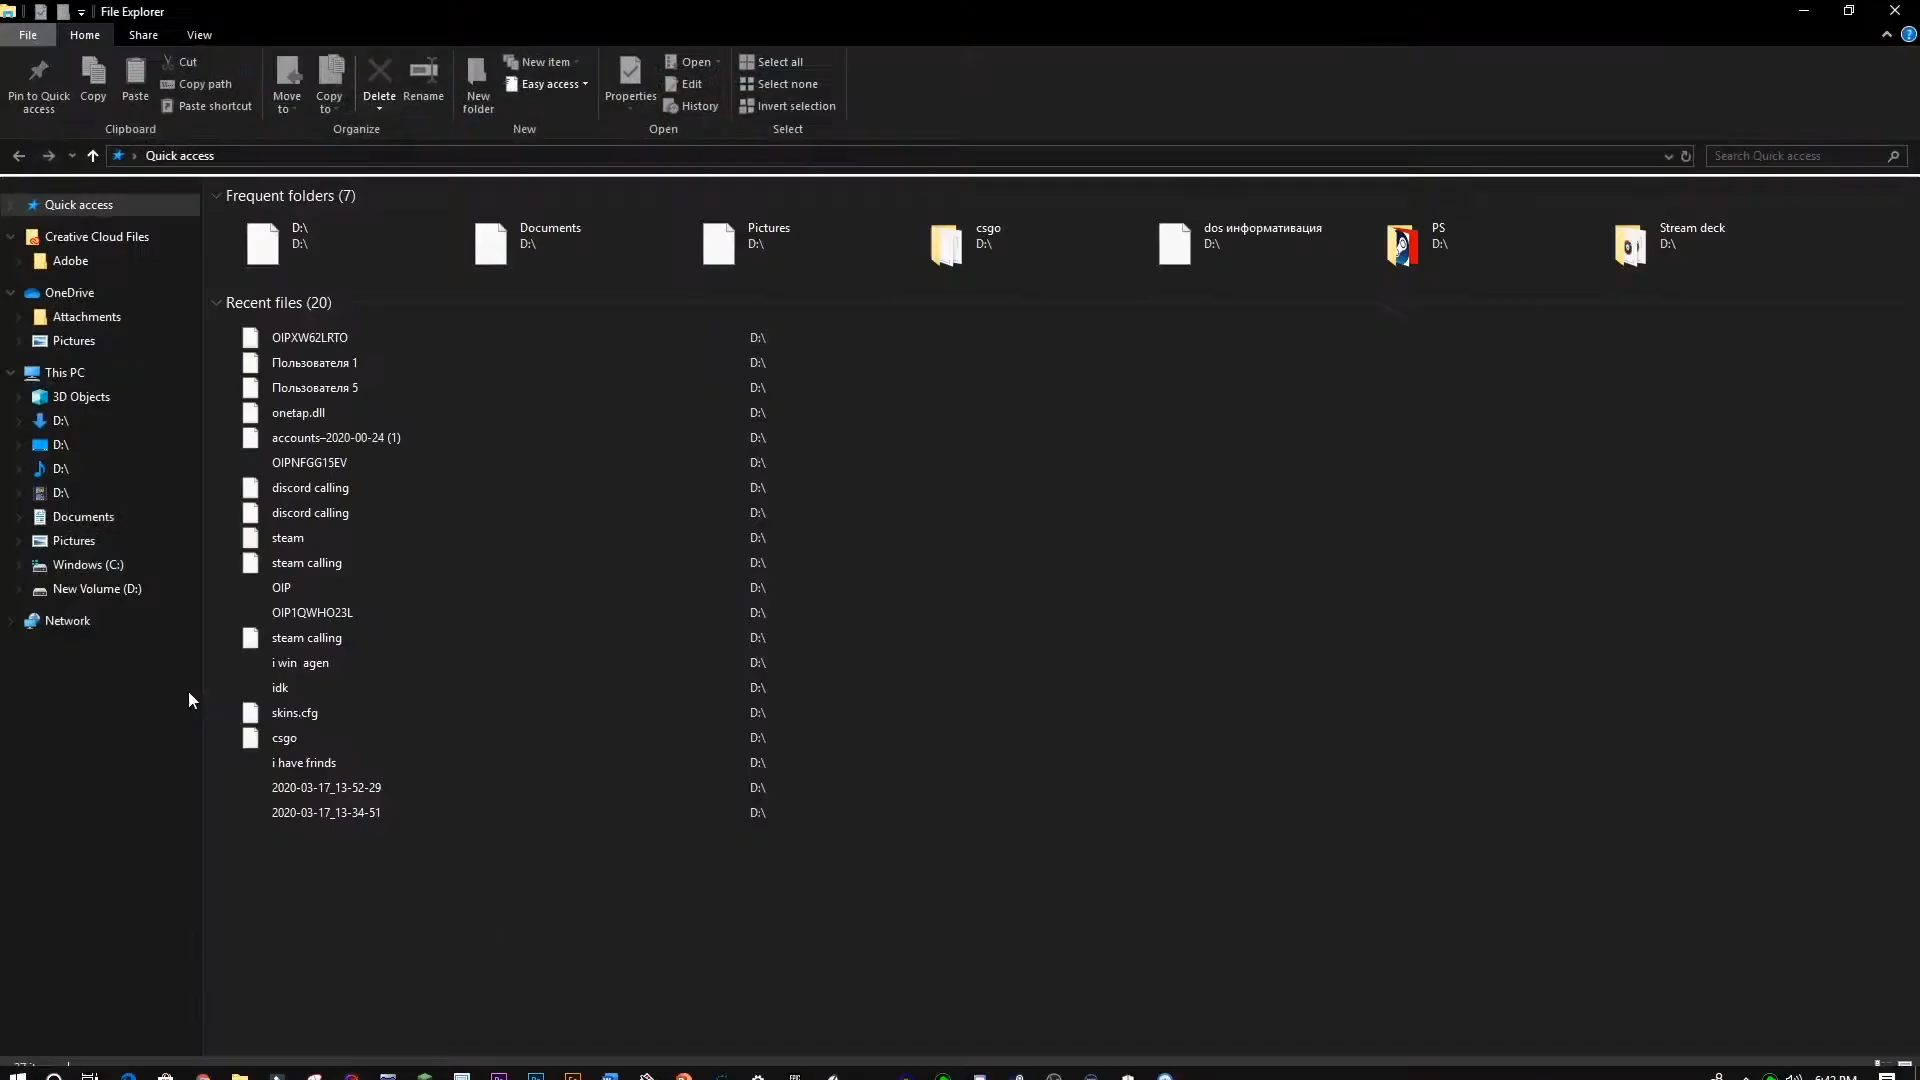 File Explorer
File Home Share View
Pin to Quick access
Copy
Paste
Cut
Copy path
Paste shortcut
Clipboard
Move to
Copy to
Delete
Rename
Organize
New folder
New item
Easy access
New
Properties
Open
Edit
History
Open
Select all
Select none
Invert selection
Select
Quick access
Search Quick access
Quick access
Creative Cloud Files
Adobe
OneDrive
Attachments
Pictures
This PC
3D Objects
D:\
D:\
D:\
D:\
Documents
Pictures
Windows (C:)
New Volume (D:)
Network
Frequent folders (7)
D:\
D:\
Documents
D:\
Pictures
D:\
csgo
D:\
dos информативация
D:\
PS
D:\
Stream deck
D:\
Recent files (20)
OIPXW62LRTO D:\
Пользователя 1 D:\
Пользователя 5 D:\
onetap.dll D:\
accounts–2020-00-24 (1) D:\
OIPNFGG15EV D:\
discord calling D:\
discord calling D:\
steam D:\
steam calling D:\
OIP D:\
OIP1QWHO23L D:\
steam calling D:\
i win agen D:\
idk D:\
skins.cfg D:\
csgo D:\
i have frinds D:\
2020-03-17_13-52-29 D:\
2020-03-17_13-34-51 D:\
6:42 PM